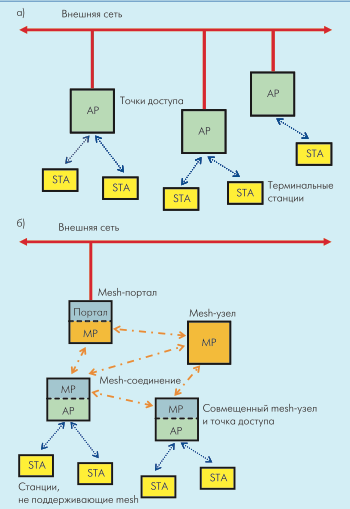 а)
Внешняя сеть
AP
Точки доступа
AP
AP
STA
STA
STA
STA
STA
Терминальные
станции
б)
Внешняя сеть
Mesh-портал
Портал
MP
Mesh-узел
MP
Mesh-соединение
MP
AP
MP
AP
Совмещенный mesh-узел
и точка доступа
STA
STA
STA
STA
Станции,
не поддерживающие mesh